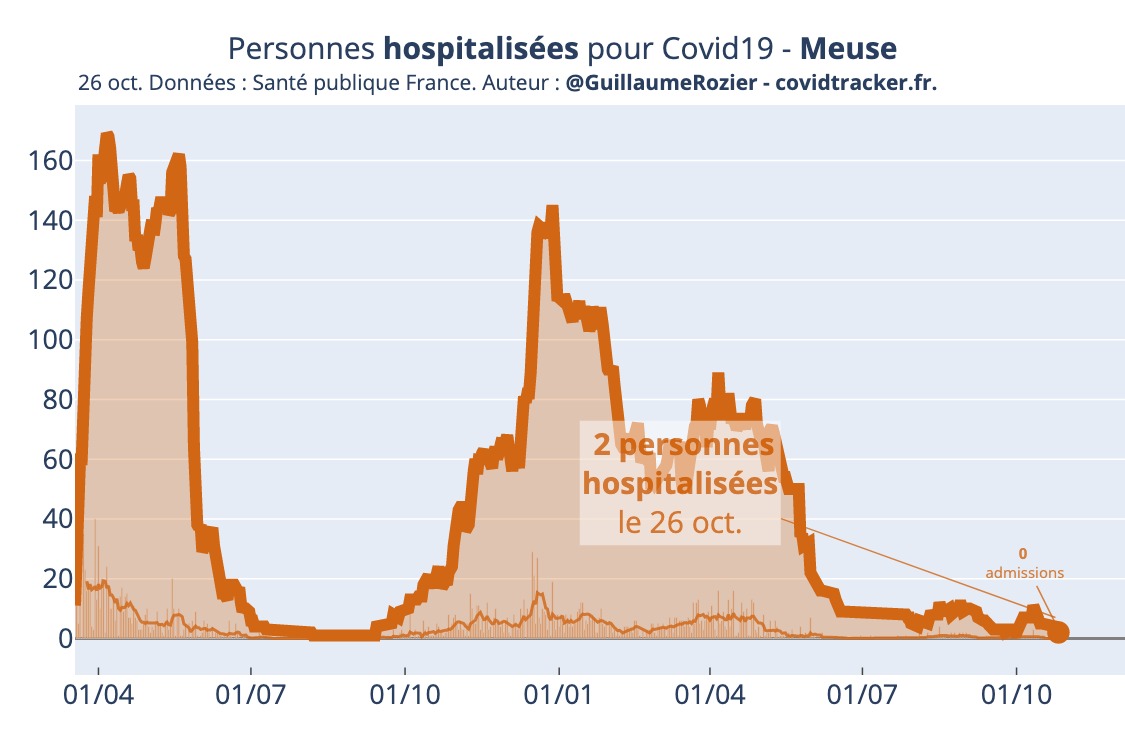 Personnes hospitalisées pour Covid19 - Meuse
26 oct. Données : Santé publique France. Auteur : @GuillaumeRozier - covidtracker.fr.
160
140
120
100
80
60
40
20
0
2 personnes
hospitalisées
le 26 oct.
0
admissions
01/04
01/07
01/10
01/01
01/04
01/07
01/10